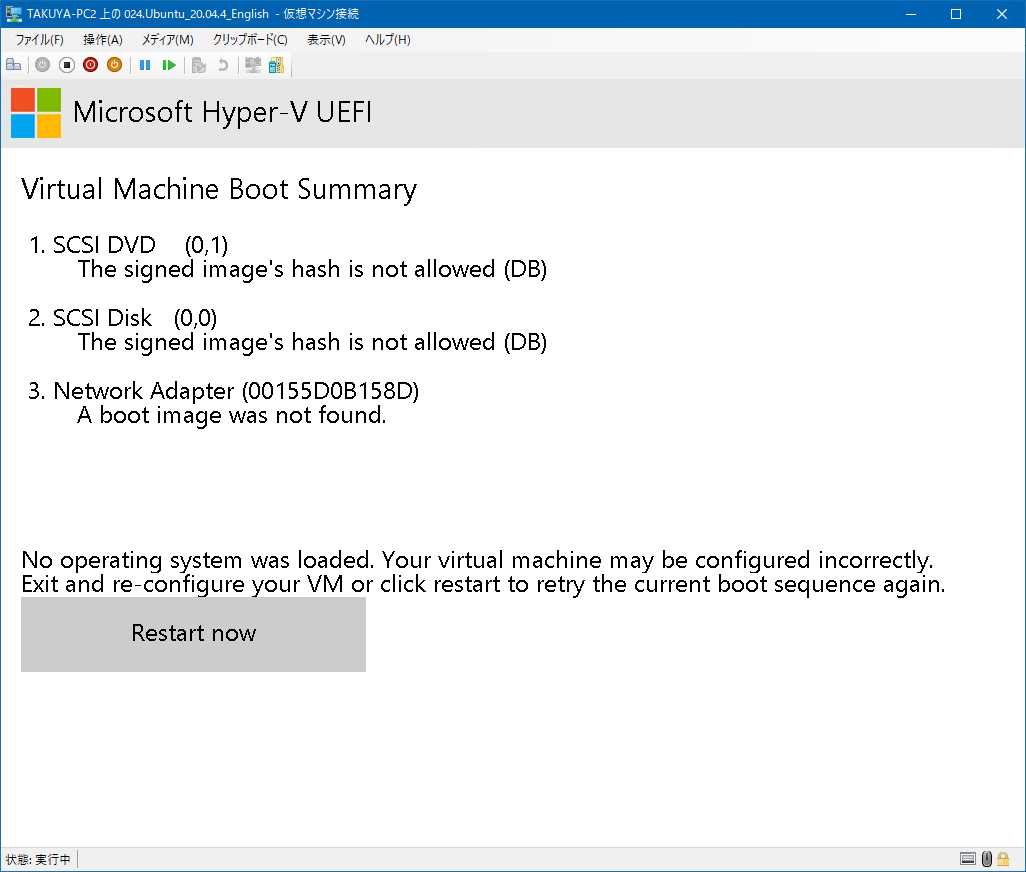 TAKUYA-PC2 上の 024.Ubuntu_20.04.4_English - 仮想マシン接続
ファイル(F) 操作(A) メディア(M) クリップボード(C) 表示(V) ヘルプ(H)
Microsoft Hyper-V UEFI
Virtual Machine Boot Summary
1. SCSI DVD (0,1)
The signed image's hash is not allowed (DB)
2. SCSI Disk (0,0)
The signed image's hash is not allowed (DB)
3. Network Adapter (00155D0B158D)
A boot image was not found.
No operating system was loaded. Your virtual machine may be configured incorrectly.
Exit and re-configure your VM or click restart to retry the current boot sequence again.
Restart now
状態: 実行中